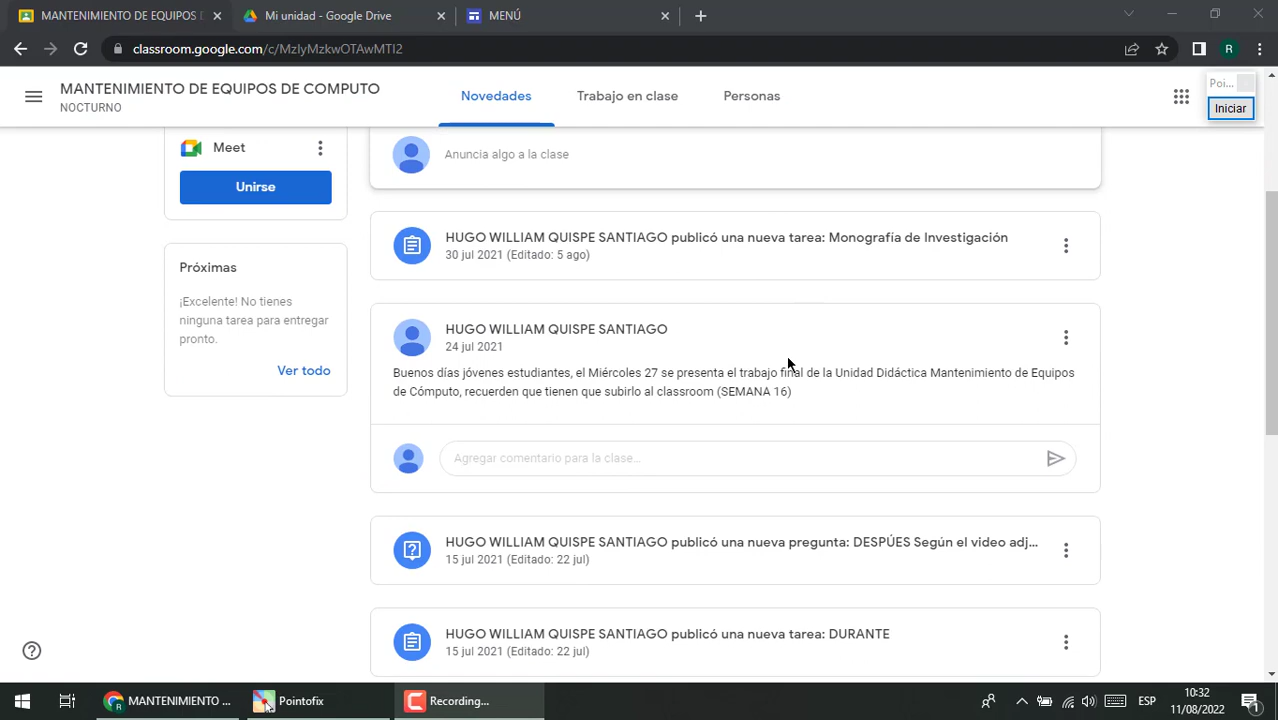 MANTENIMIENTO DE EQUIPOS D
Mi unidad - Google Drive
MENÚ
classroom.google.com/c/MzIyMzkwOTAwMTI2
R
MANTENIMIENTO DE EQUIPOS DE COMPUTO
NOCTURNO
Novedades
Trabajo en clase
Personas
Poi...
Iniciar
Meet
Unirse
Anuncia algo a la clase
HUGO WILLIAM QUISPE SANTIAGO publicó una nueva tarea: Monografía de Investigación
30 jul 2021 (Editado: 5 ago)
Próximas
¡Excelente! No tienes
ninguna tarea para entregar
pronto.
Ver todo
HUGO WILLIAM QUISPE SANTIAGO
24 jul 2021
Buenos días jóvenes estudiantes, el Miércoles 27 se presenta el trabajo final de la Unidad Didáctica Mantenimiento de Equipos
de Cómputo, recuerden que tienen que subirlo al classroom (SEMANA 16)
Agregar comentario para la clase...
HUGO WILLIAM QUISPE SANTIAGO publicó una nueva pregunta: DESPÚES Según el video adj...
15 jul 2021 (Editado: 22 jul)
HUGO WILLIAM QUISPE SANTIAGO publicó una nueva tarea: DURANTE
15 jul 2021 (Editado: 22 jul)
MANTENIMIENTO ...
Pointofix
Recording...
ESP
10:32
11/08/2022
1